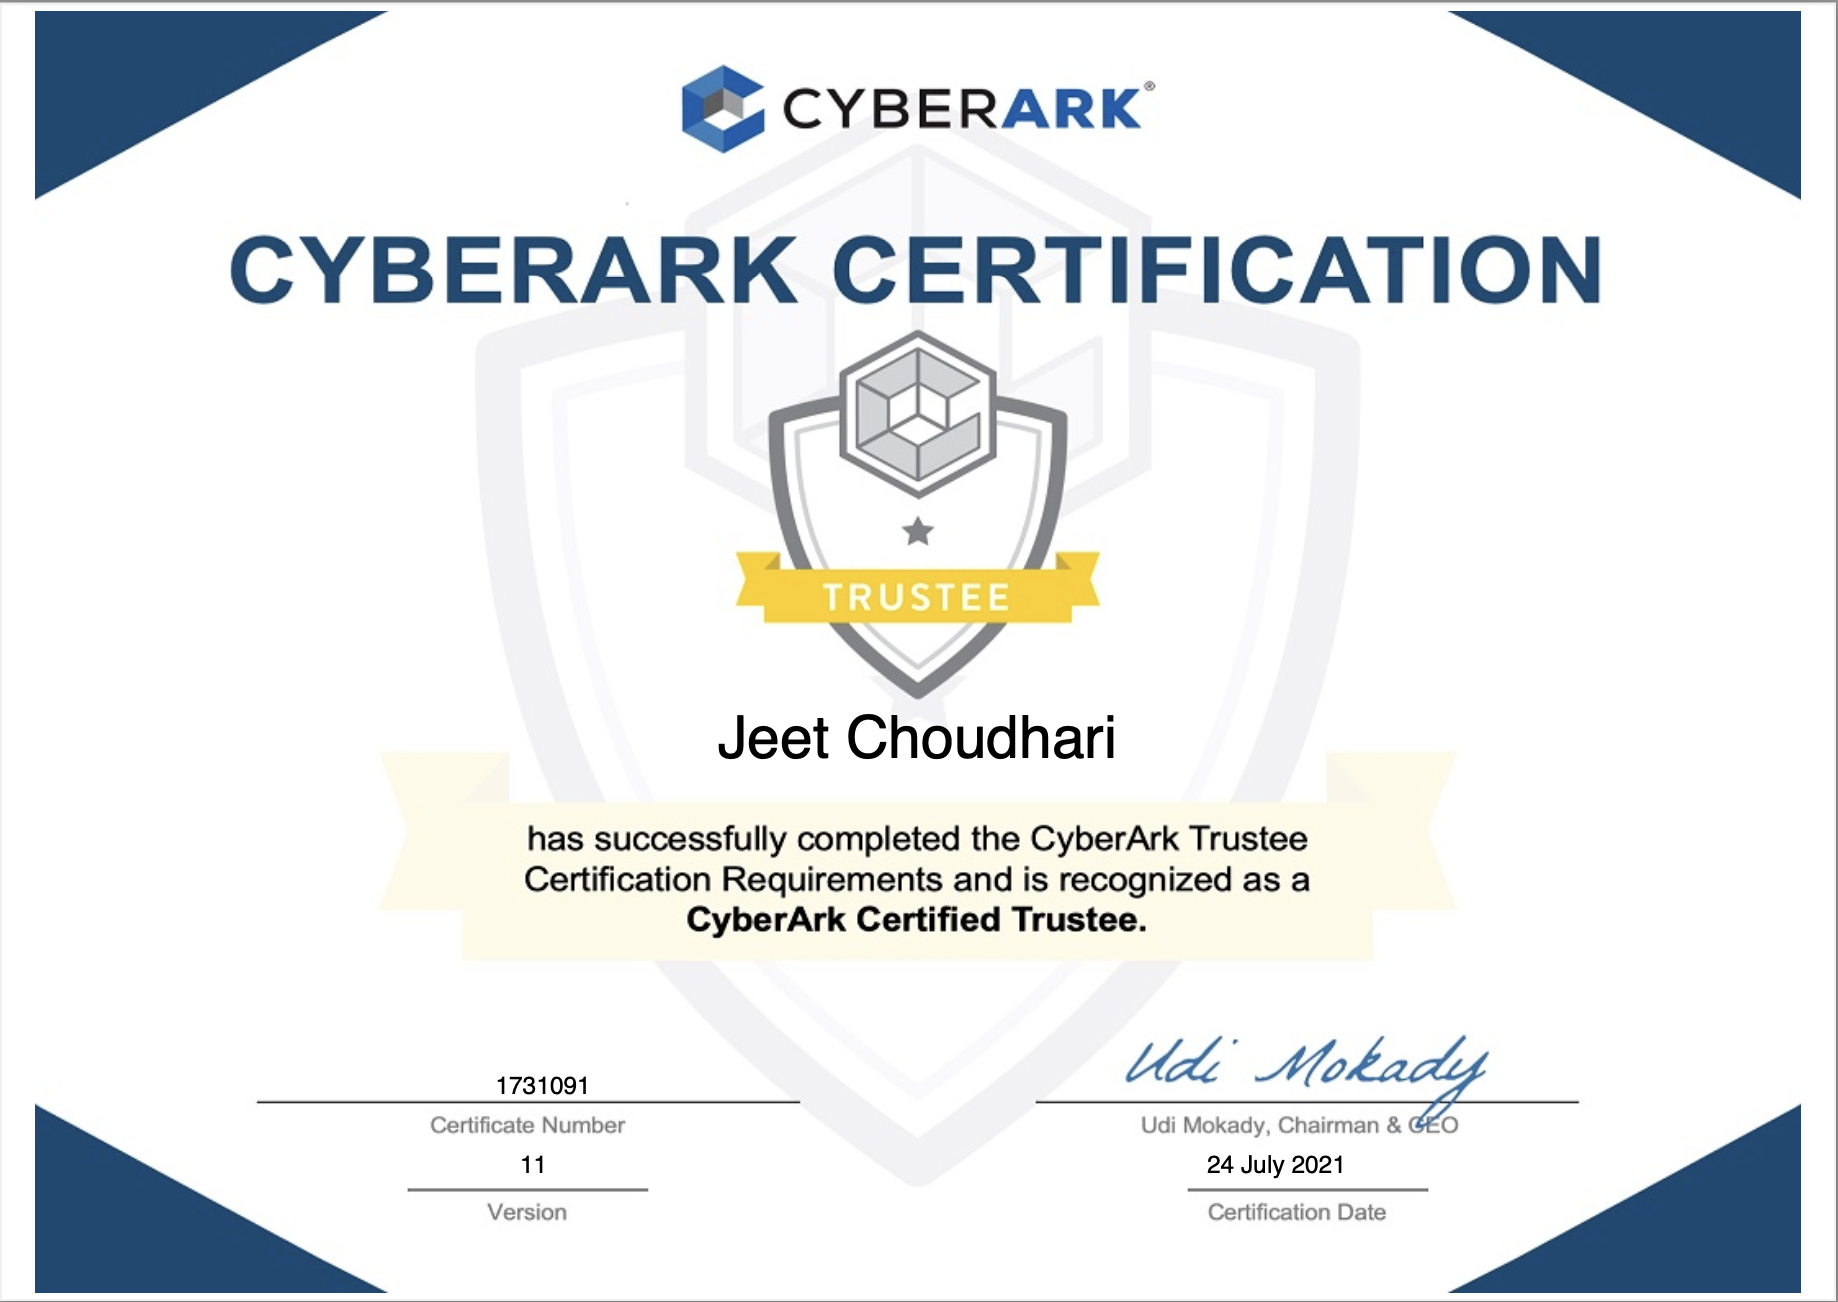 CYBERARK®
CYBERARK CERTIFICATION
TRUSTEE
Jeet Choudhari
has successfully completed the CyberArk Trustee
Certification Requirements and is recognized as a
CyberArk Certified Trustee.
1731091
Certificate Number
11
Version
Udi Mokady
Udi Mokady, Chairman & CEO
24 July 2021
Certification Date